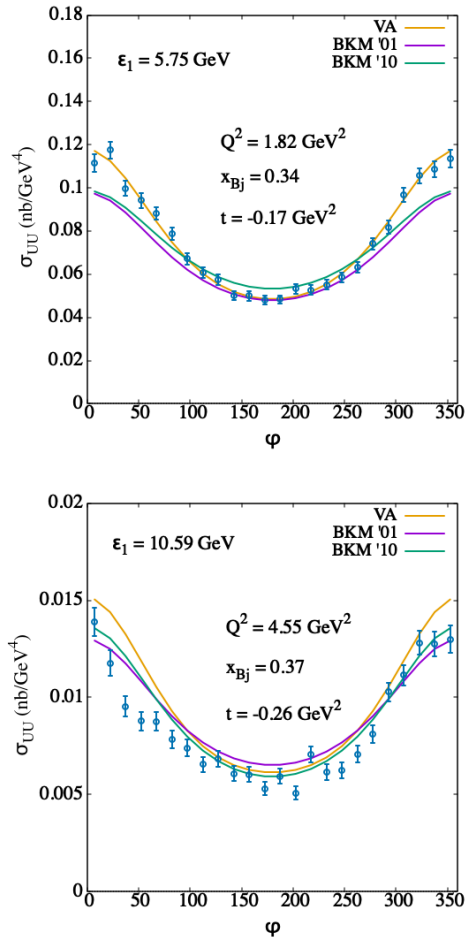 0.18
0.16
0.14
0.12
0.1
0.08
0.06
0.04
0.02
0
VA
BKM '01
BKM '10
ε₁ = 5.75 GeV
Q² = 1.82 GeV²
x_Bj = 0.34
t = -0.17 GeV²
σ_UU (nb/GeV⁴)
0 50 100 150 200 250 300 350
φ
0.02
0.015
0.01
0.005
0
VA
BKM '01
BKM '10
ε₁ = 10.59 GeV
Q² = 4.55 GeV²
x_Bj = 0.37
t = -0.26 GeV²
σ_UU (nb/GeV⁴)
0 50 100 150 200 250 300 350
φ